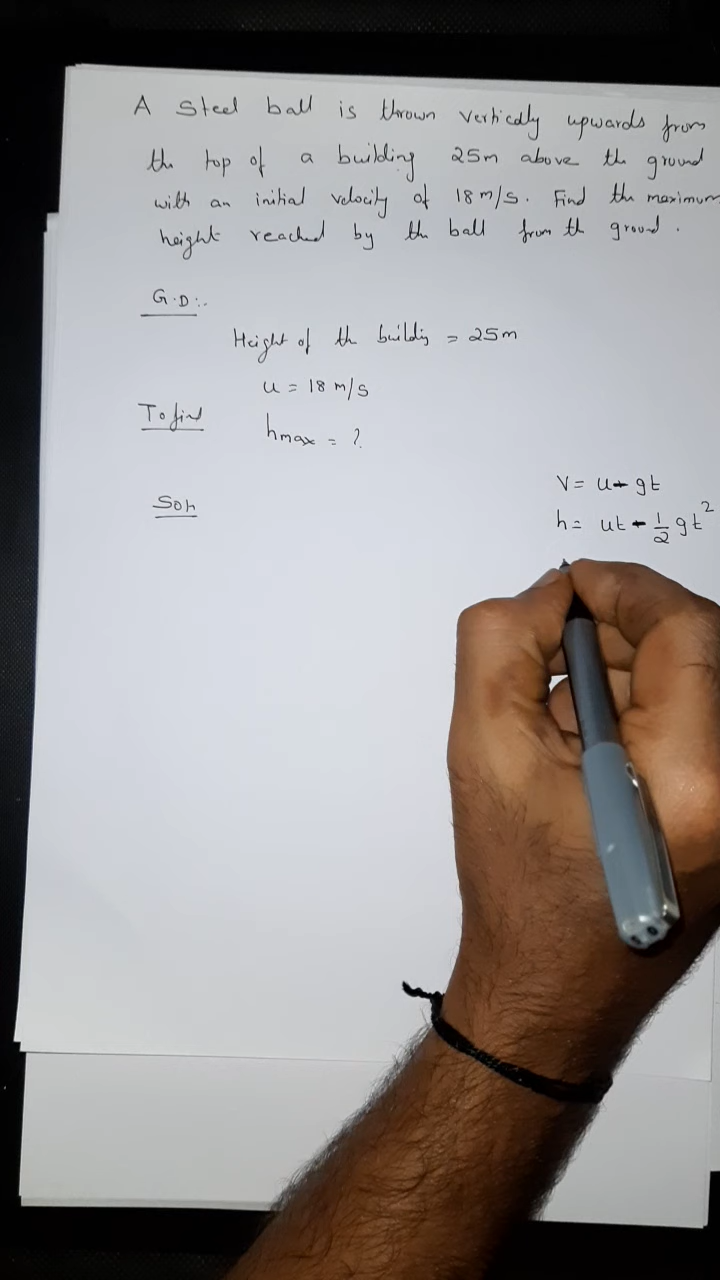 A steel ball is thrown vertically upwards from
the top of a building 25m above the ground
with an initial velocity of 18 m/s. Find the maximum
height reached by the ball from the ground.
G.D:-
Height of the building = 25m
u = 18 m/s
To find
hmax = ?
Soln
V = u - gt
h = ut - 1/2 gt²